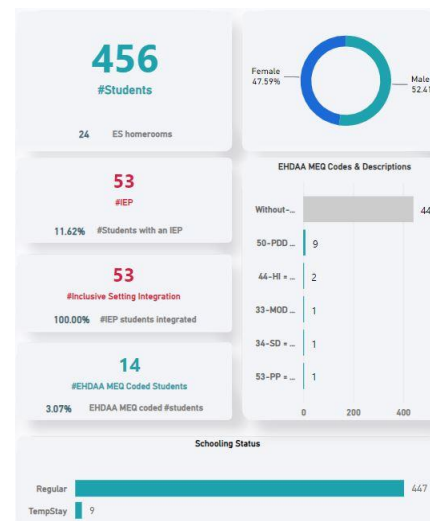 456
#Students
24 ES homerooms
Female
47.59%
Male
52.41
53
#IEP
11.62% #Students with an IEP
53
#Inclusive Setting Integration
100.00% #IEP students integrated
14
#EHDAA MEQ Coded Students
3.07% EHDAA MEQ coded #students
EHDAA MEQ Codes & Descriptions
Without-... 44
50-PDD ... 9
44-HI = ... 2
33-MOD ... 1
34-SD = ... 1
53-PP = ... 1
0 200 400
Schooling Status
Regular 447
TempStay 9